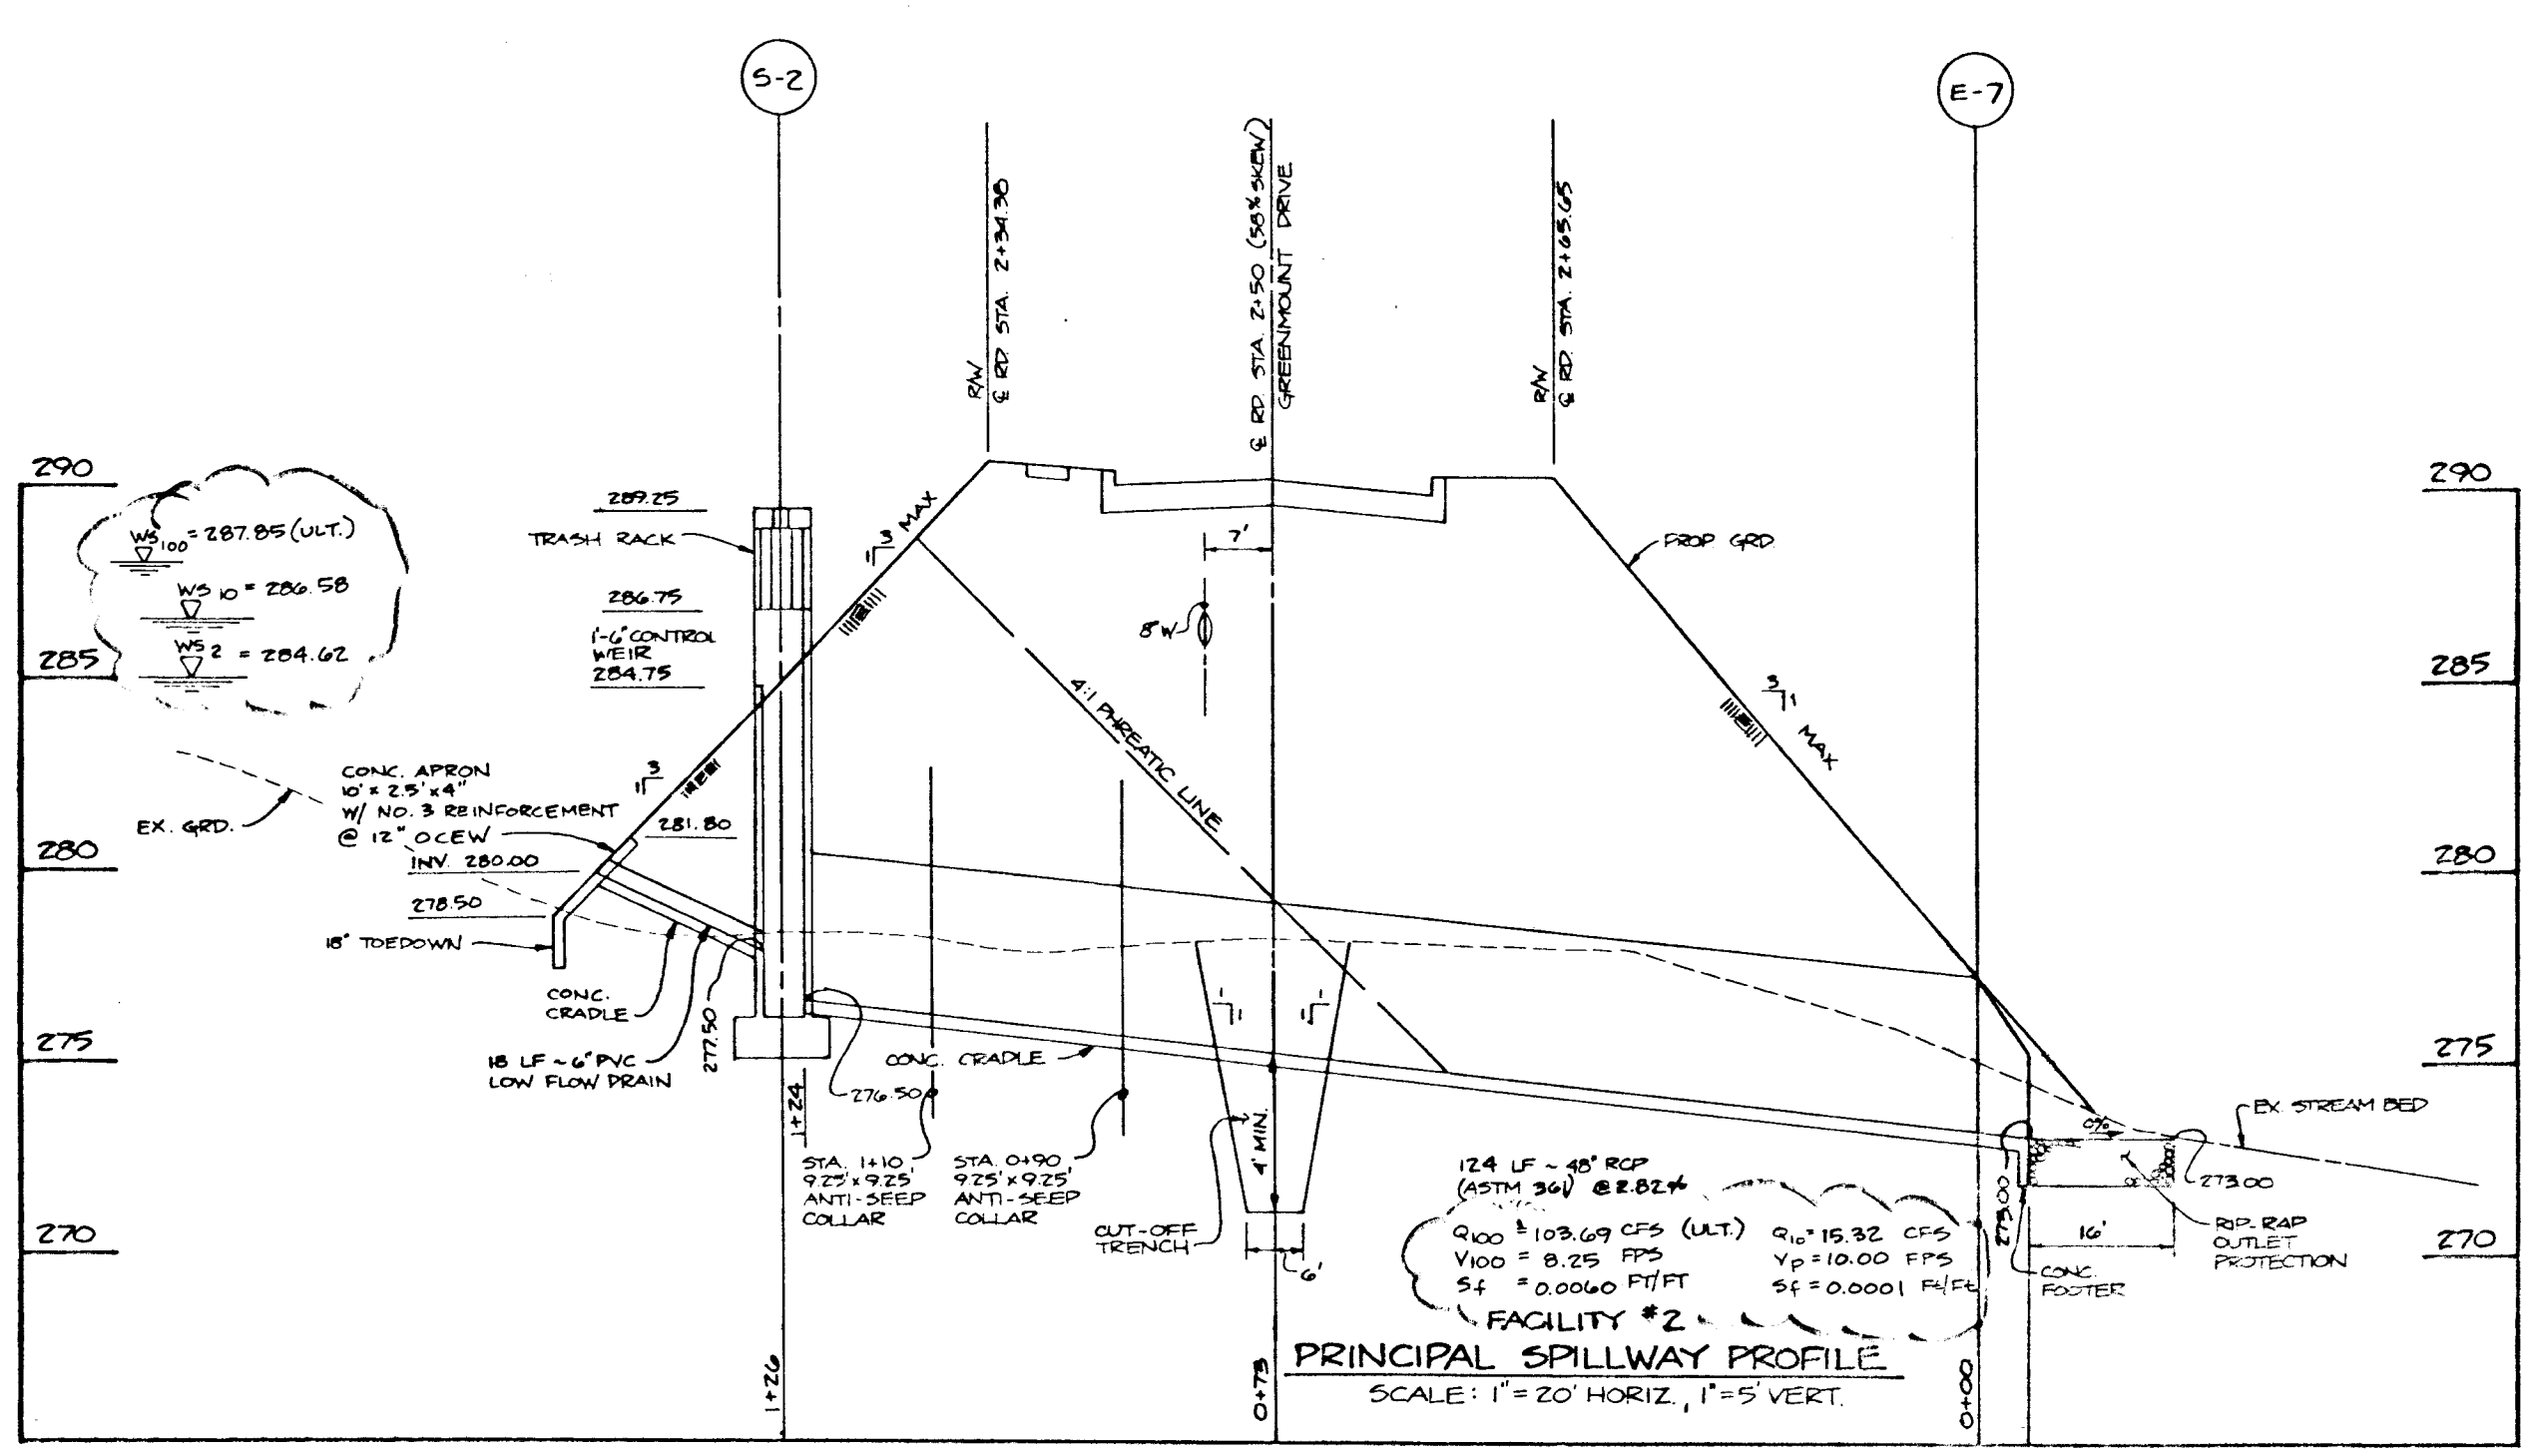 S-2
E-7
R/W
℄ RD. STA. 2+34.38
℄ RD. STA. 2+50 (58% SKEW)
GREENMOUNT DRIVE
R/W
℄ RD. STA. 2+65.65
290
285
280
275
270
WS100 = 287.85 (ULT.)
WS10 = 286.58
WS2 = 284.62
289.25
TRASH RACK
286.75
1'-6" CONTROL
WEIR
284.75
3
1
MAX
3
1
CONC. APRON
10' x 2.5' x 4"
W/ NO. 3 REINFORCEMENT
@ 12" OCEW
EX. GRD.
281.80
INV. 280.00
278.50
18" TOEDOWN
CONC.
CRADLE
18 LF ~ 6" PVC
LOW FLOW DRAIN
277.50
1+24
276.50
CONC. CRADLE
STA. 1+10
9.25' x 9.25'
ANTI-SEEP
COLLAR
STA. 0+90
9.25' x 9.25'
ANTI-SEEP
COLLAR
7'
8" W
4:1 PHREATIC LINE
PROP. GRD.
3
1
MAX
1
1
1
1
4' MIN.
CUT-OFF
TRENCH
6'
124 LF ~ 48" RCP
(ASTM 361) @ 2.82%
Q100 = 103.69 CFS (ULT.)
V100 = 8.25 FPS
Sf = 0.0060 FT/FT
Q10 = 15.32 CFS
Vp = 10.00 FPS
Sf = 0.0001 Ft/Ft
0%
EX. STREAM BED
273.00
273.00
16'
RIP-RAP
OUTLET
PROTECTION
CONC.
FOOTER
290
285
280
275
270
1+26
0+73
0+00
FACILITY #2
PRINCIPAL SPILLWAY PROFILE
SCALE: 1" = 20' HORIZ., 1" = 5' VERT.